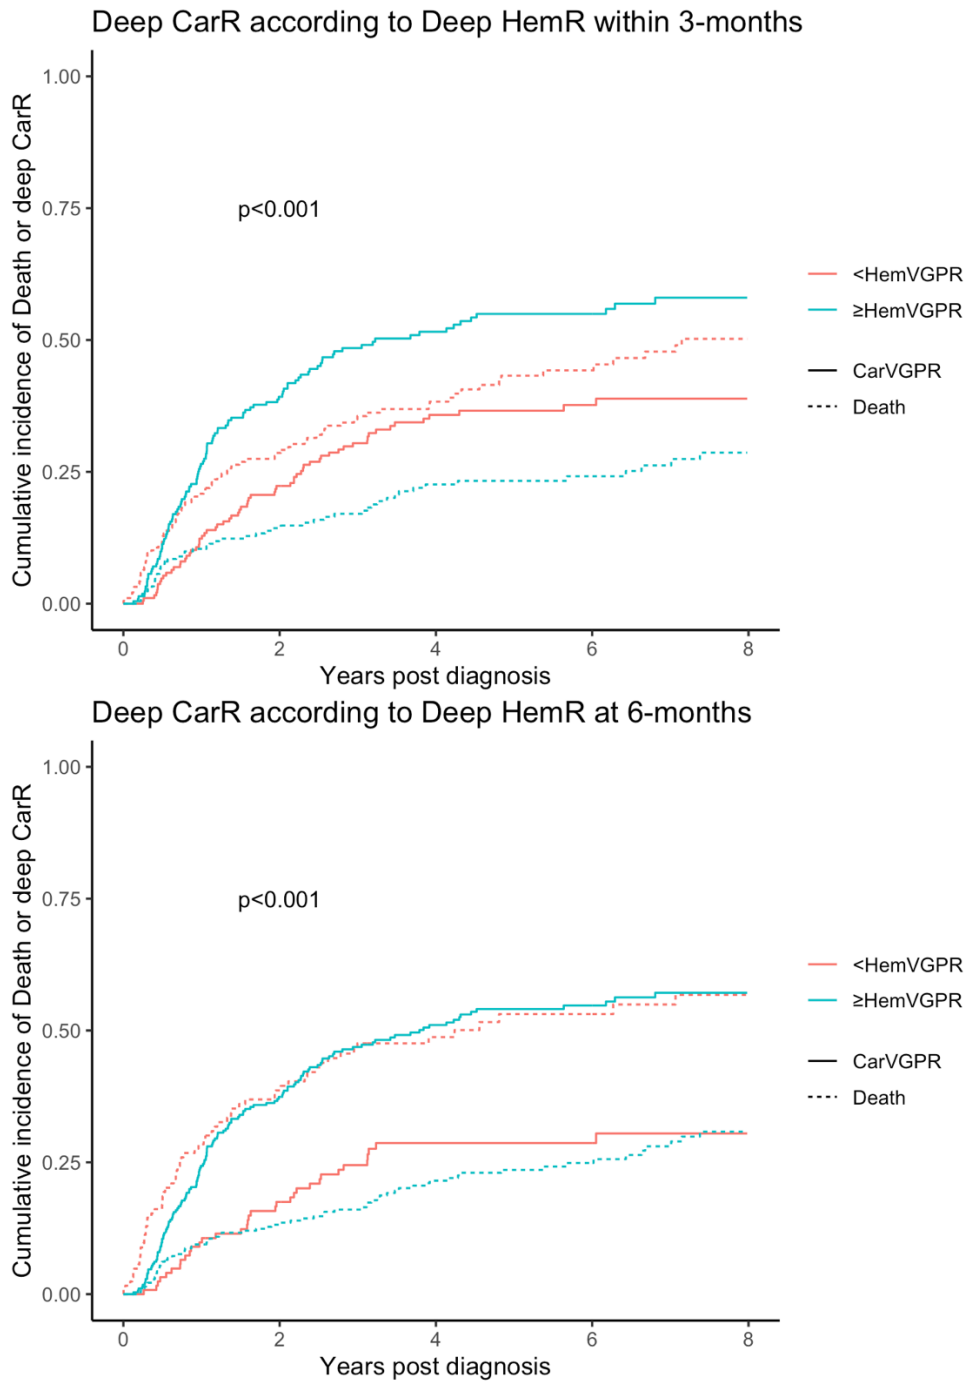 Deep CarR according to Deep HemR within 3-months
Cumulative incidence of Death or deep CarR
1.00
0.75
0.50
0.25
0.00
p<0.001
<HemVGPR
≥HemVGPR
CarVGPR
Death
0 2 4 6 8
Years post diagnosis
Deep CarR according to Deep HemR at 6-months
Cumulative incidence of Death or deep CarR
1.00
0.75
0.50
0.25
0.00
p<0.001
<HemVGPR
≥HemVGPR
CarVGPR
Death
0 2 4 6 8
Years post diagnosis